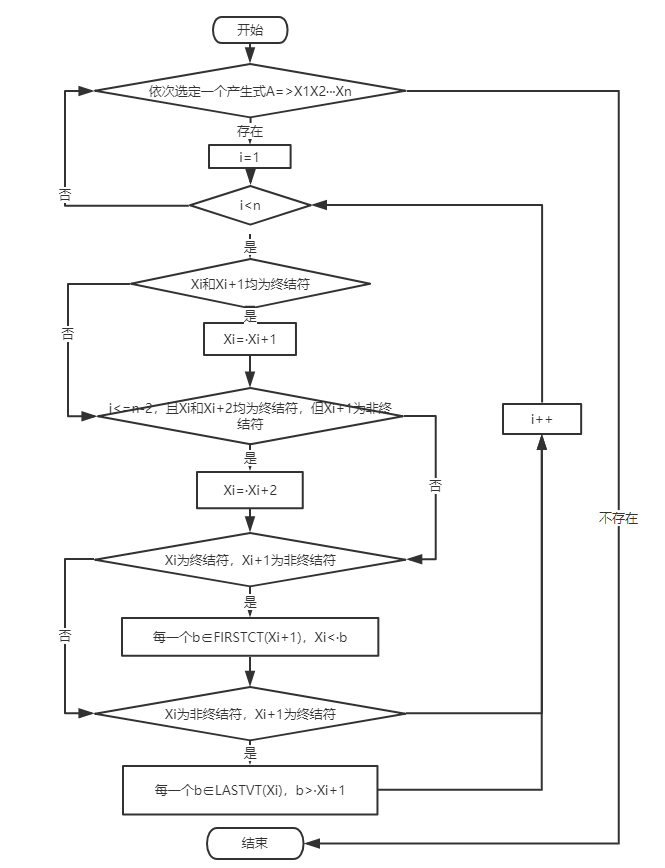 开始
依次选定一个产生式A=>X1X2···Xn
存在
i=1
否
i<n
是
Xi和Xi+1均为终结符
是
否
Xi=·Xi+1
i<=n-2，且Xi和Xi+2均为终结符，但Xi+1为非终
结符
i++
是
否
Xi=·Xi+2
不存在
Xi为终结符，Xi+1为非终结符
是
否
每一个b∈FIRSTCT(Xi+1)，Xi<·b
Xi为非终结符，Xi+1为终结符
是
每一个b∈LASTVT(Xi)，b>·Xi+1
结束